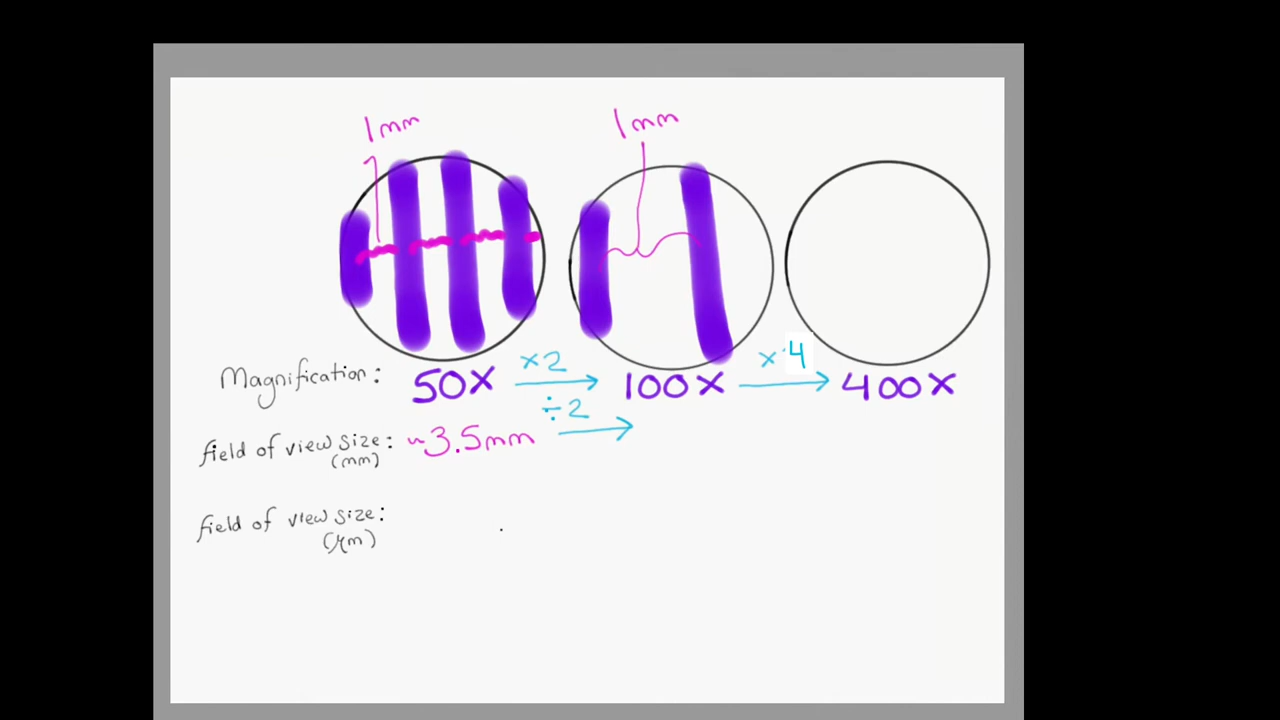 1mm 1mm
×2 ×4
Magnification: 50X 100X 400X
÷2
field of view size: ~3.5mm
(mm)
field of view size:
(μm)